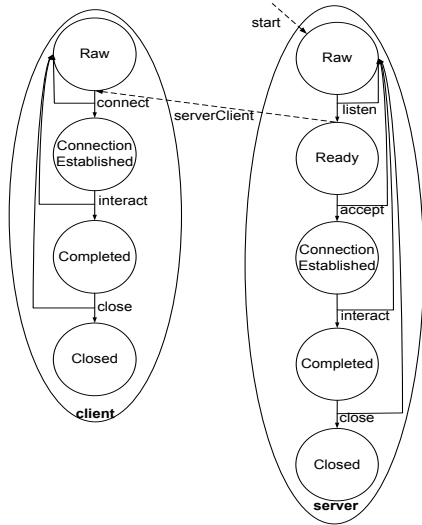 start
Raw
connect
serverClient
Connection
Established
interact
Completed
close
Closed
client
Raw
listen
Ready
accept
Connection
Established
interact
Completed
close
Closed
server